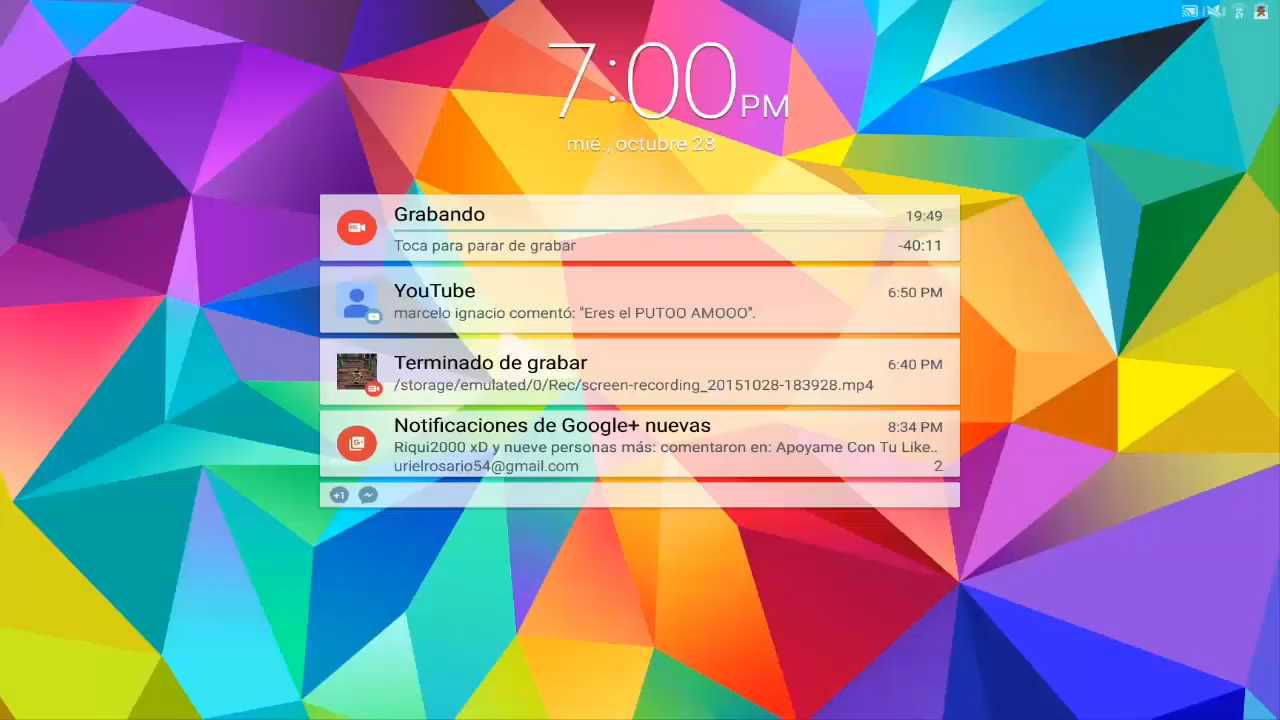 7:00 PM
mié., octubre 28
Grabando 19:49
Toca para parar de grabar -40:11
YouTube 6:50 PM
marcelo ignacio comentó: "Eres el PUTOO AMOOO".
Terminado de grabar 6:40 PM
/storage/emulated/0/Rec/screen-recording_20151028-183928.mp4
Notificaciones de Google+ nuevas 8:34 PM
Riqui2000 xD y nueve personas más: comentaron en: Apoyame Con Tu Like..
urielrosario54@gmail.com 2
+1